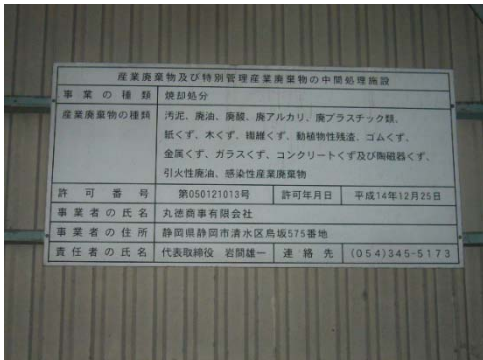 産業廃棄物及び特別管理産業廃棄物の中間処理施設
事業の種類 焼却処分
産業廃棄物の種類 汚泥、廃油、廃酸、廃アルカリ、廃プラスチック類、
紙くず、木くず、繊維くず、動植物性残渣、ゴムくず、
金属くず、ガラスくず、コンクリートくず及び陶磁器くず、
引火性廃油、感染性産業廃棄物
許可番号 第050121013号 許可年月日 平成14年12月25日
事業者の氏名 丸徳商事有限会社
事業者の住所 静岡県静岡市清水区鳥坂575番地
責任者の氏名 代表取締役 岩間雄一 連絡先 (054)345-5173